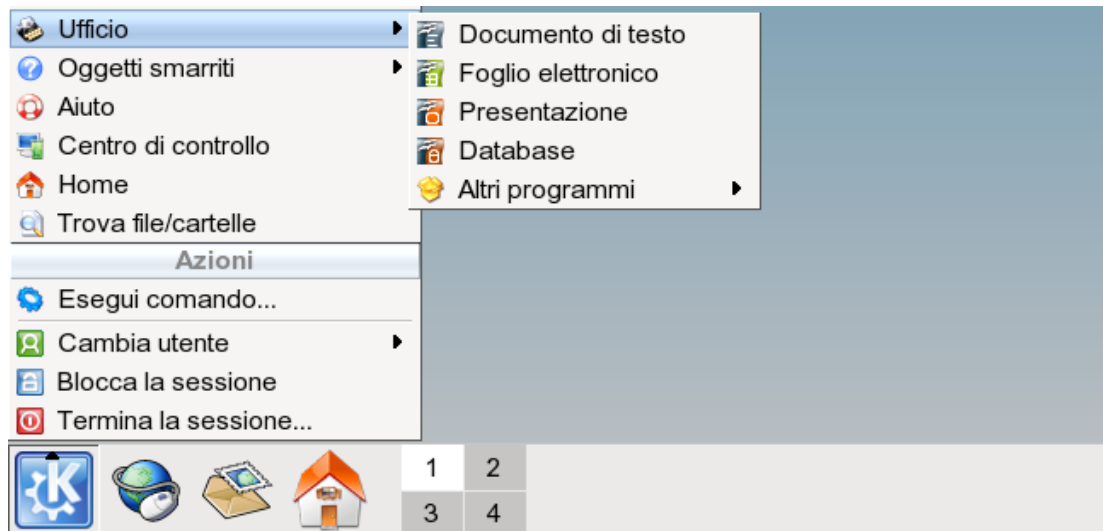 Ufficio
Oggetti smarriti
Aiuto
Centro di controllo
Home
Trova file/cartelle
Azioni
Esegui comando...
Cambia utente
Blocca la sessione
Termina la sessione...
Documento di testo
Foglio elettronico
Presentazione
Database
Altri programmi
K
1 2
3 4